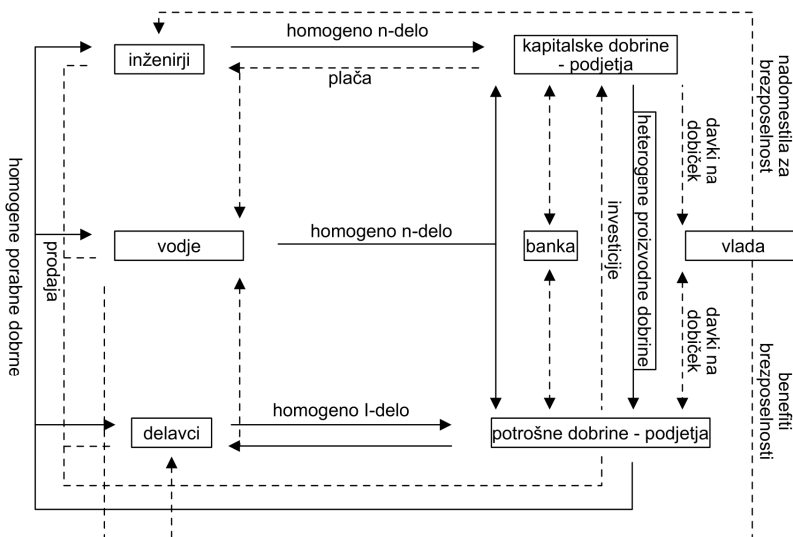 homogeno n-delo
inženirji
kapitalske dobrine
- podjetja
plača
nadomestila za
brezposelnost
davki na
dobiček
heterogene proizvodne dobrine
investicije
homogene porabne dobrne
prodaja
vodje
homogeno n-delo
banka
vlada
davki na
dobiček
benefiti
brezposelnosti
homogeno l-delo
delavci
potrošne dobrine - podjetja